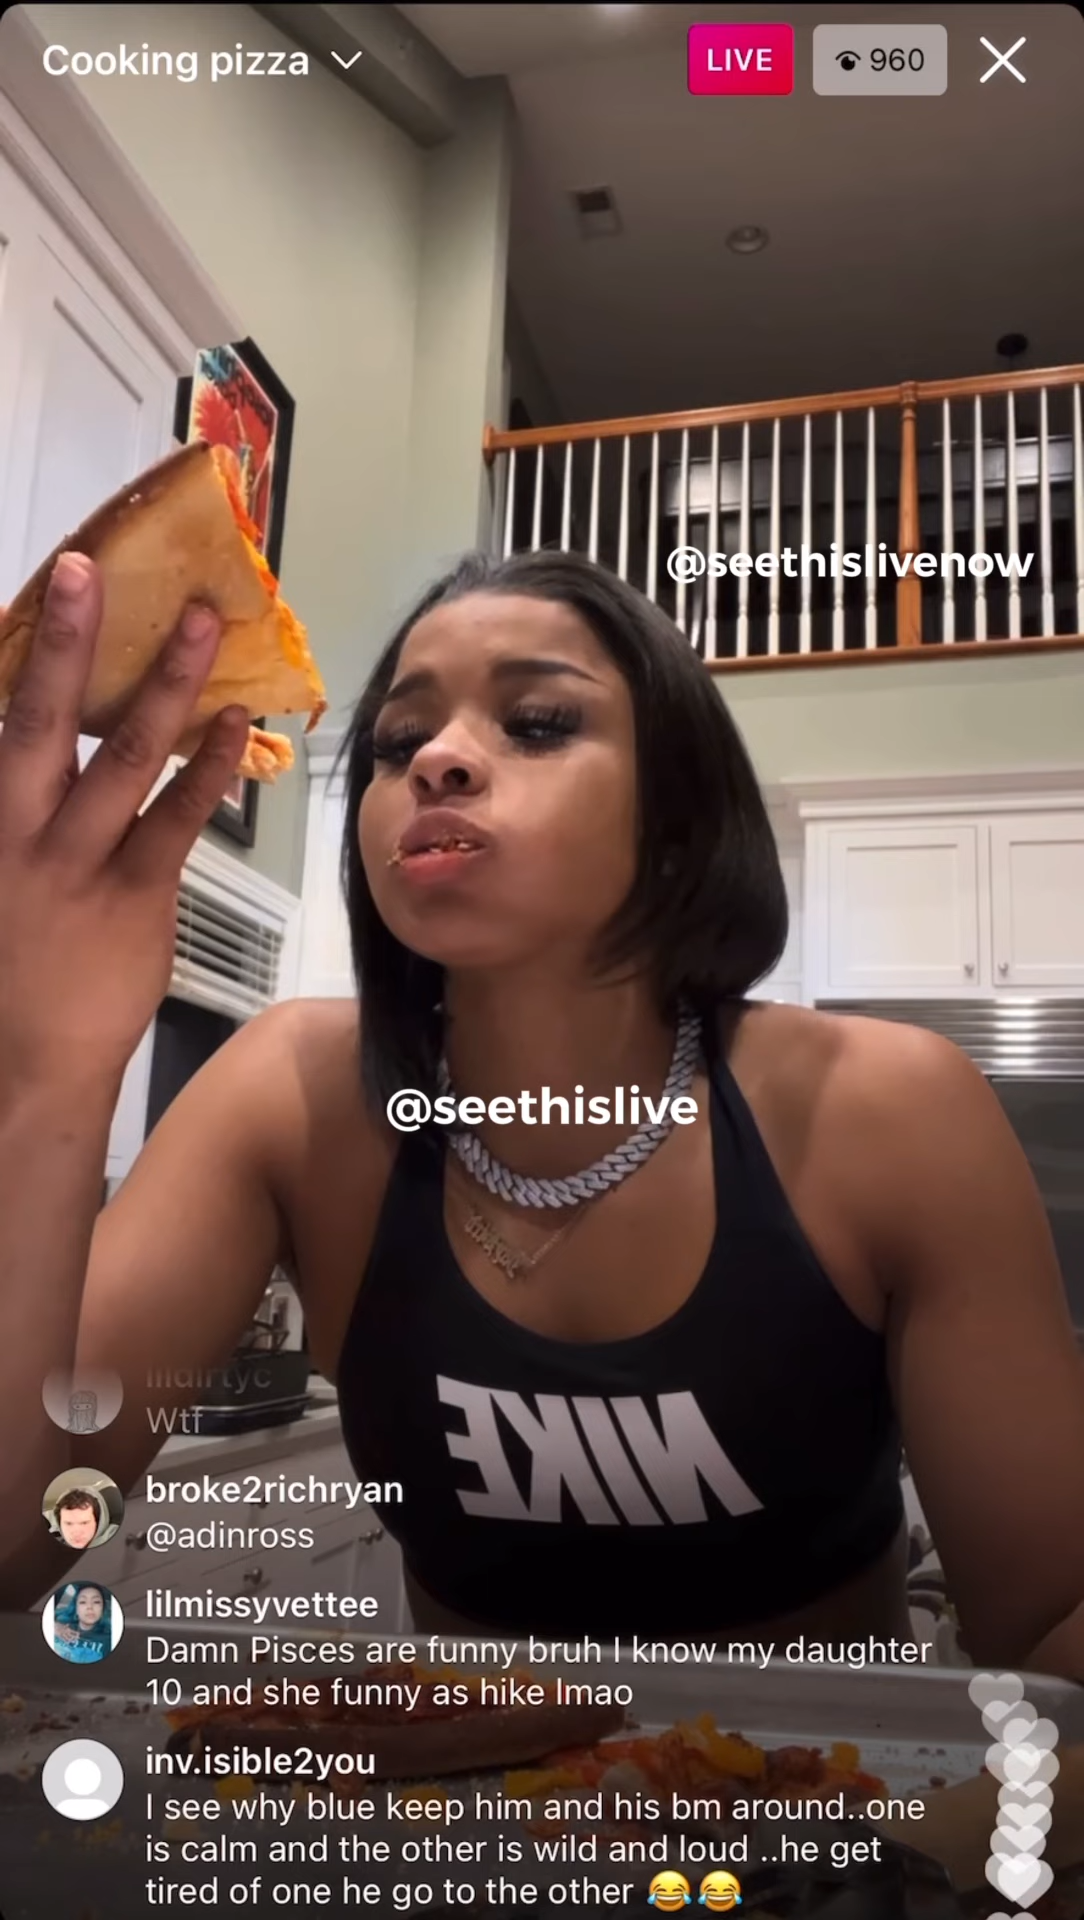 Cooking pizza
LIVE
960
@seethislivenow
@seethislive
NIKE
Wtf
broke2richryan
@adinross
lilmissyvettee
Damn Pisces are funny bruh I know my daughter
10 and she funny as hike lmao
inv.isible2you
I see why blue keep him and his bm around..one
is calm and the other is wild and loud ..he get
tired of one he go to the other 😂😂